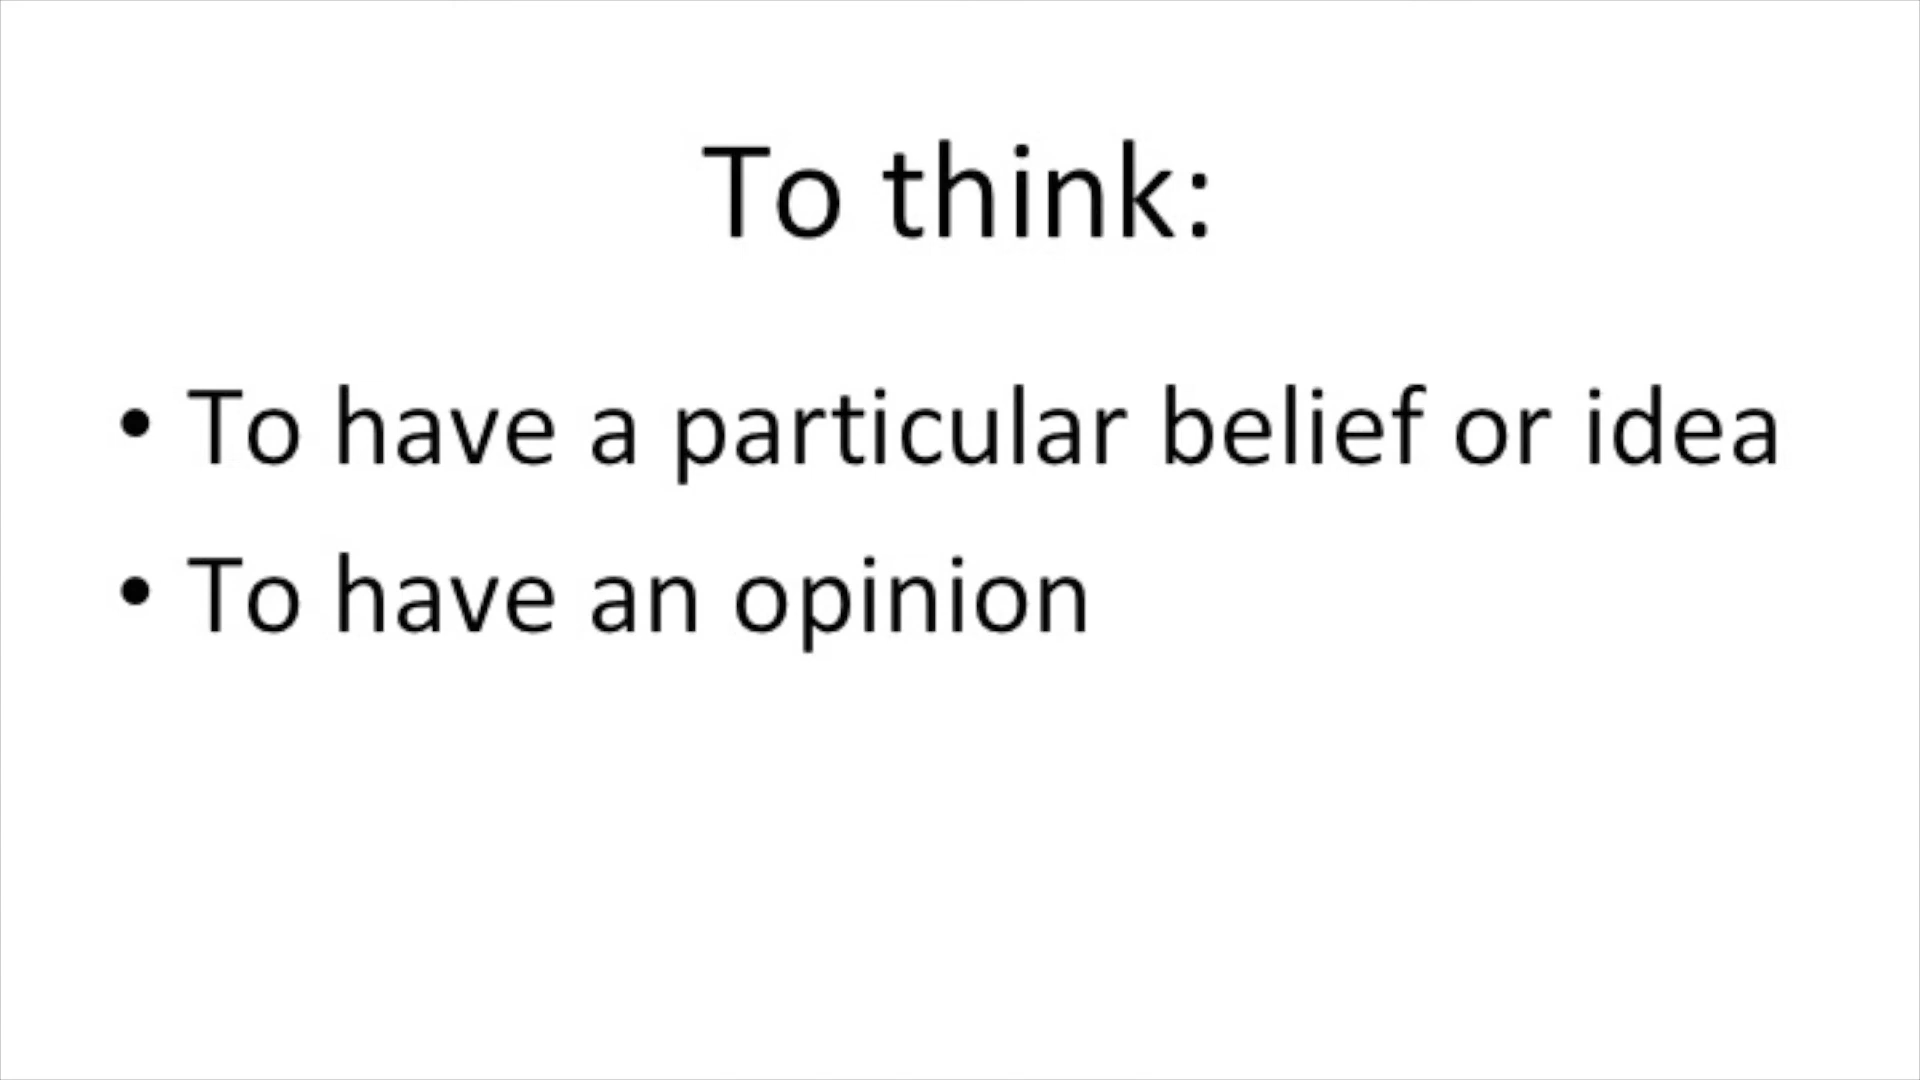 To think:
• To have a particular belief or idea
• To have an opinion